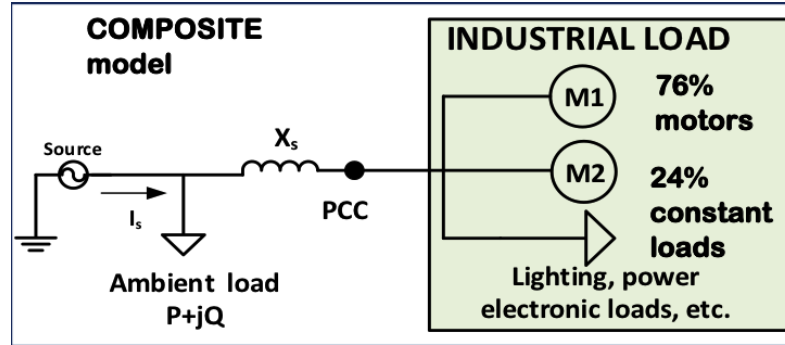 COMPOSITE
model
Source
Is
Xs
PCC
Ambient load
P+jQ
INDUSTRIAL LOAD
M1
76%
motors
M2
24%
constant
loads
Lighting, power
electronic loads, etc.